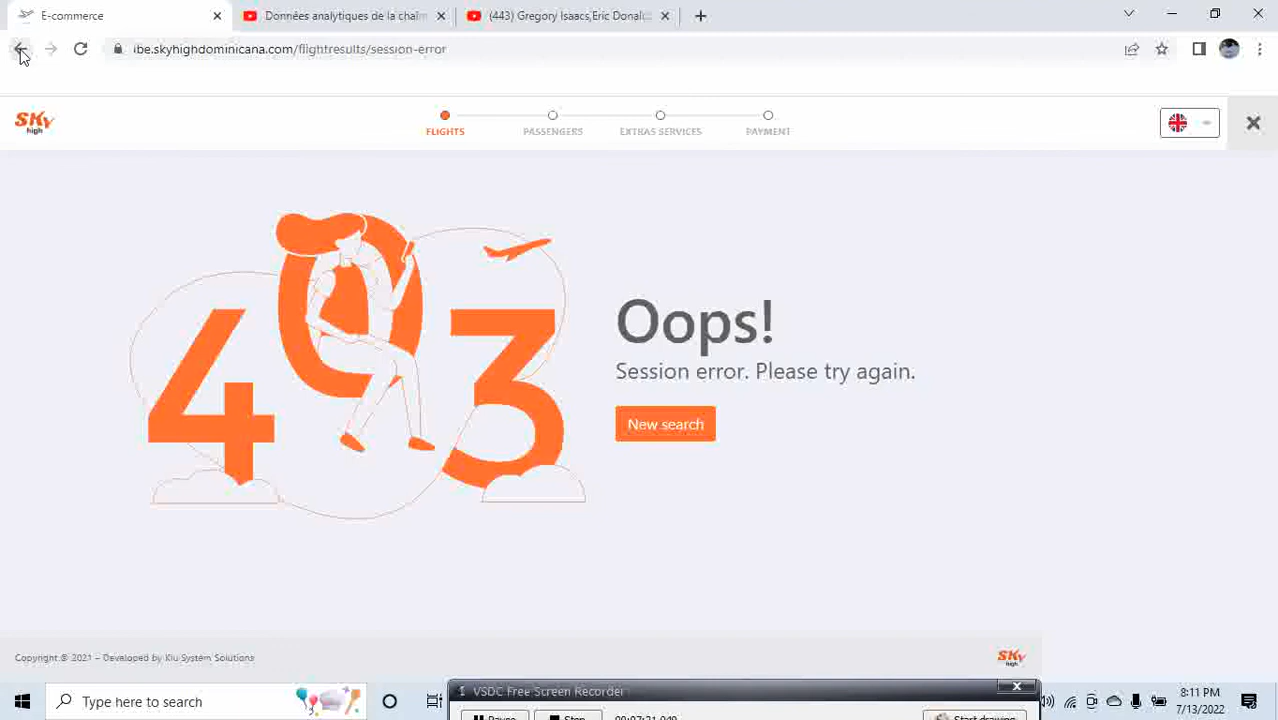 E-commerce
Données analytiques de la chaîn
(443) Gregory Isaacs,Eric Donal
ibe.skyhighdominicana.com/flightresults/session-error
SKy
high
FLIGHTS
PASSENGERS
EXTRAS SERVICES
PAYMENT
403
Oops!
Session error. Please try again.
New search
Copyright © 2021 – Developed by Kiu System Solutions
SKy
high
VSDC Free Screen Recorder
Type here to search
8:11 PM
7/13/2022
Pause
Stop
00:07:21.049
Start drawing